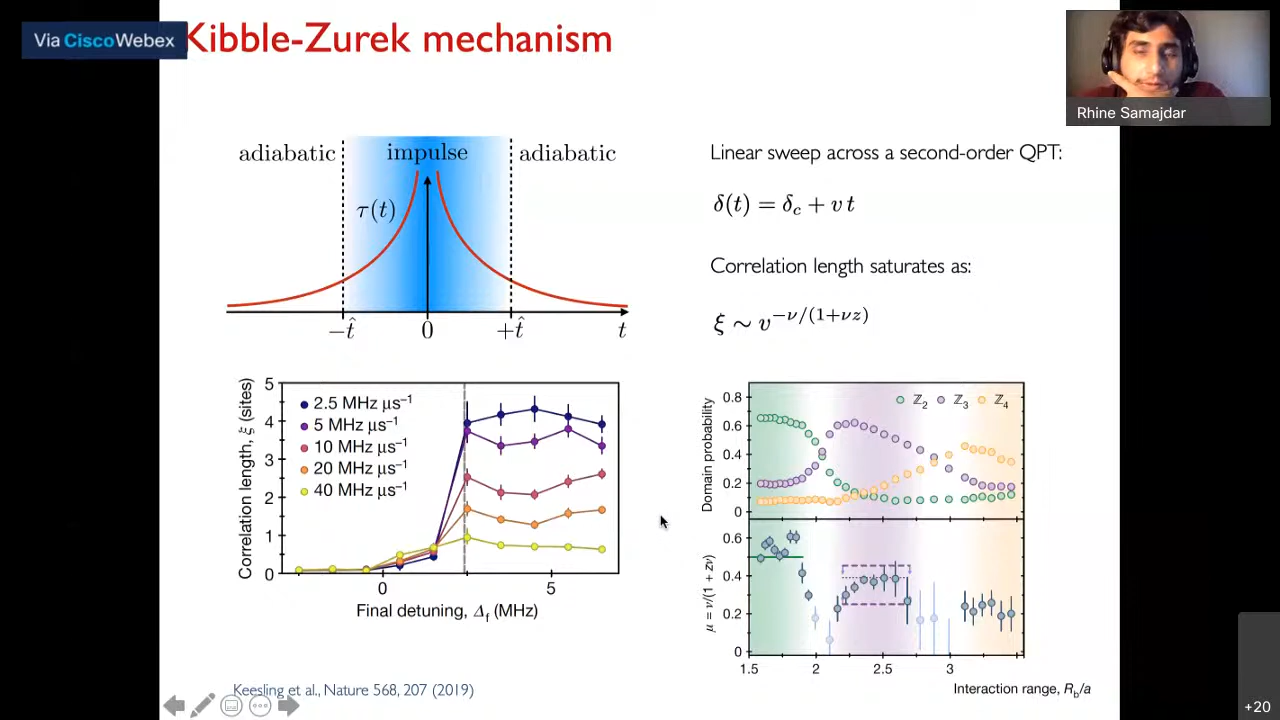 Via Cisco Webex
Kibble-Zurek mechanism
Rhine Samajdar
adiabatic
impulse
adiabatic
τ(t)
−t̂
0
+t̂
t
Linear sweep across a second-order QPT:
δ(t) = δc + v t
Correlation length saturates as:
ξ ∼ v^−ν/(1+νz)
Correlation length, ξ (sites)
5
4
3
2
1
0
2.5 MHz μs⁻¹
5 MHz μs⁻¹
10 MHz μs⁻¹
20 MHz μs⁻¹
40 MHz μs⁻¹
0
5
Final detuning, Δf (MHz)
Domain probability
0.8
0.6
0.4
0.2
0
ℤ2
ℤ3
ℤ4
μ = ν/(1 + zν)
0.6
0.4
0.2
0
1.5
2
2.5
3
Interaction range, Rb/a
Keesling et al., Nature 568, 207 (2019)
+20